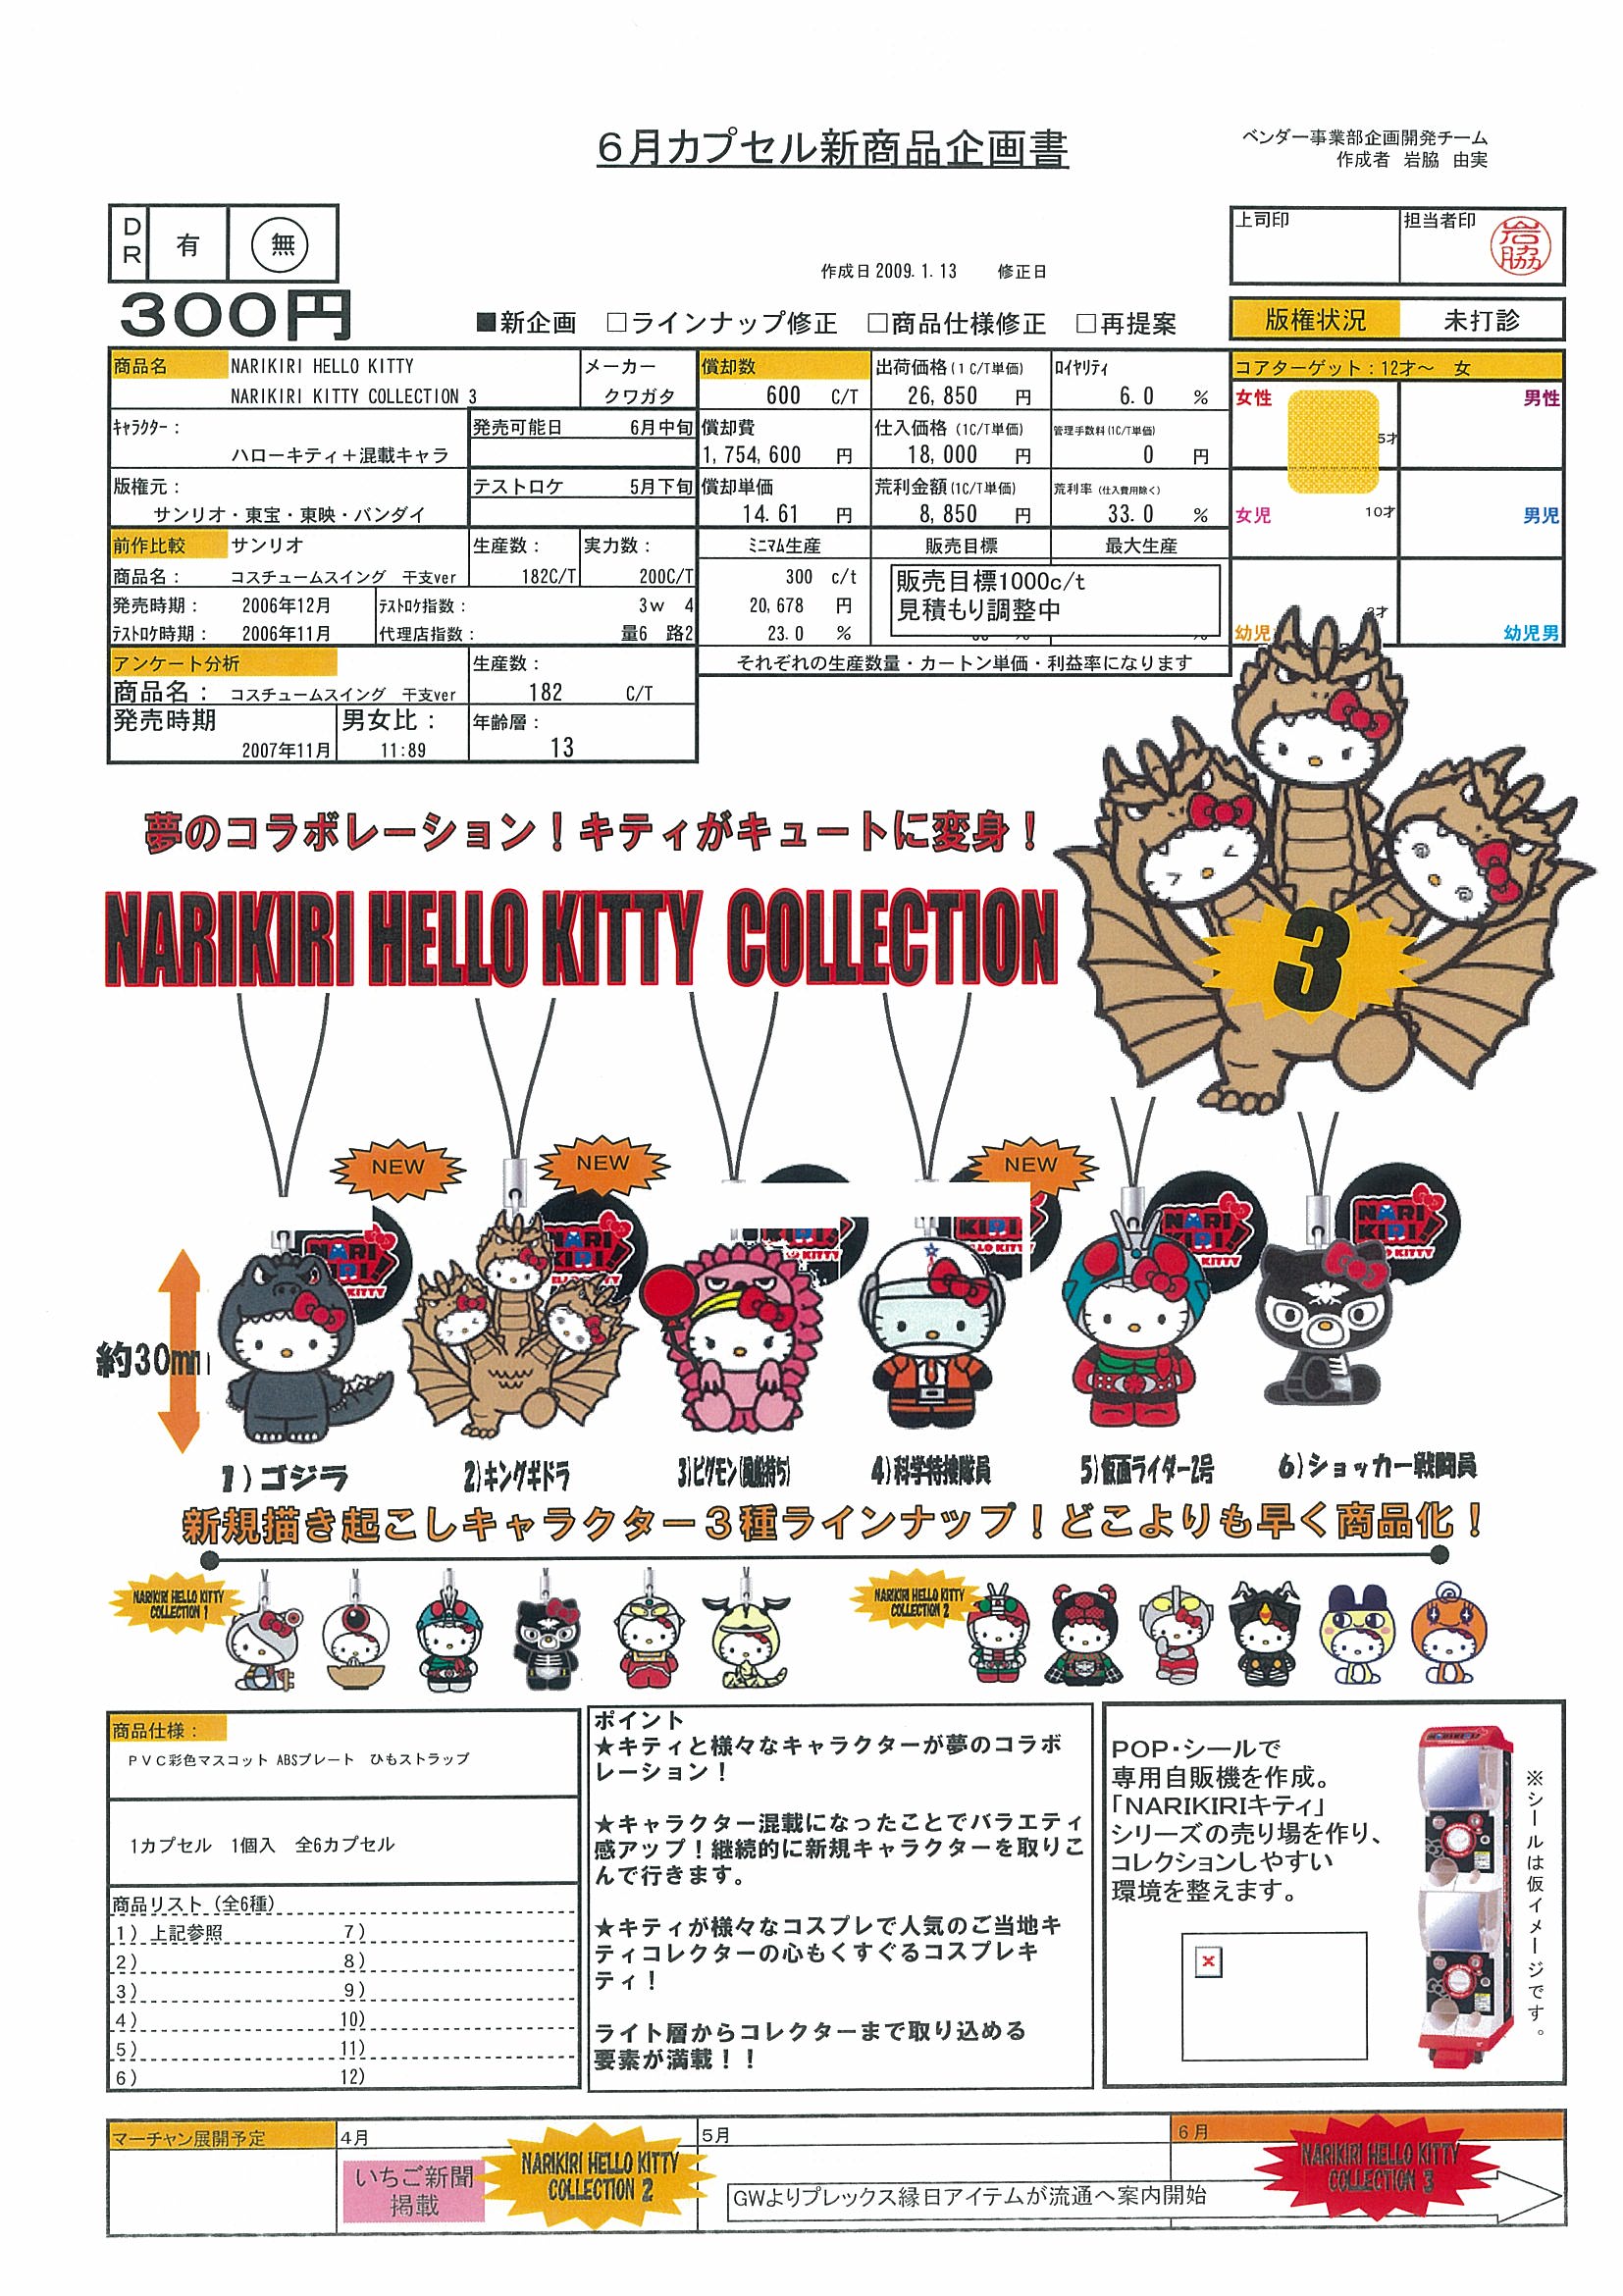 6月カプセル新商品企画書
ベンダー事業部企画開発チーム
作成者 岩脇 由実
DR 有 無
上司印 担当者印
岩脇
作成日 2009.1.13 修正日
300円
■新企画 □ラインナップ修正 □商品仕様修正 □再提案
版権状況 未打診
商品名 NARIKIRI HELLO KITTY
NARIKIRI KITTY COLLECTION 3
メーカー
クワガタ
償却数
600 C/T
出荷価格(1C/T単価)
26,850 円
ロイヤリティ
6.0 %
コアターゲット:12才~ 女
女性 男性
キャラクター:
ハローキティ+混載キャラ
発売可能日 6月中旬
償却費
1,754,600 円
仕入価格(1C/T単価)
18,000 円
管理手数料(1C/T単価)
0 円
5才
版権元:
サンリオ・東宝・東映・バンダイ
テストロケ 5月下旬
償却単価
14.61 円
荒利金額(1C/T単価)
8,850 円
荒利率(仕入費用除く)
33.0 %
女児 10才 男児
前作比較 サンリオ
生産数: 実力数:
ミニマム生産 販売目標 最大生産
商品名: コスチュームスイング 干支ver 182C/T 200C/T
300 c/t
販売目標1000c/t
見積もり調整中
発売時期: 2006年12月 テストロケ指数: 3w 4
20,678 円
テストロケ時期: 2006年11月 代理店指数: 量6 路2
23.0 %
幼児 幼児男
アンケート分析
生産数:
それぞれの生産数量・カートン単価・利益率になります
商品名: コスチュームスイング 干支ver 182 C/T
発売時期 男女比: 年齢層:
2007年11月 11:89 13
夢のコラボレーション!キティがキュートに変身!
NARIKIRI HELLO KITTY COLLECTION
3
NEW NEW NEW
NARI KIRI! HELLO KITTY
約30mm
1)ゴジラ
2)キングギドラ
3)ピグモン(風船持ち)
4)科学特捜隊員
5)仮面ライダー2号
6)ショッカー戦闘員
新規描き起こしキャラクター3種ラインナップ!どこよりも早く商品化!
NARIKIRI HELLO KITTY
COLLECTION 1
NARIKIRI HELLO KITTY
COLLECTION 2
商品仕様:
PVC彩色マスコット ABSプレート ひもストラップ
1カプセル 1個入 全6カプセル
商品リスト(全6種)
1) 上記参照 7)
2) 8)
3) 9)
4) 10)
5) 11)
6) 12)
ポイント
★キティと様々なキャラクターが夢のコラボ
レーション!
★キャラクター混載になったことでバラエティ
感アップ!継続的に新規キャラクターを取りこ
んで行きます。
★キティが様々なコスプレで人気のご当地キ
ティコレクターの心もくすぐるコスプレキ
ティ!
ライト層からコレクターまで取り込める
要素が満載!!
POP・シールで
専用自販機を作成。
「NARIKIRIキティ」
シリーズの売り場を作り、
コレクションしやすい
環境を整えます。
※シールは仮イメージです。
マーチャン展開予定 4月 5月 6月
いちご新聞
掲載
NARIKIRI HELLO KITTY
COLLECTION 2
GWよりプレックス縁日アイテムが流通へ案内開始
NARIKIRI HELLO KITTY
COLLECTION 3